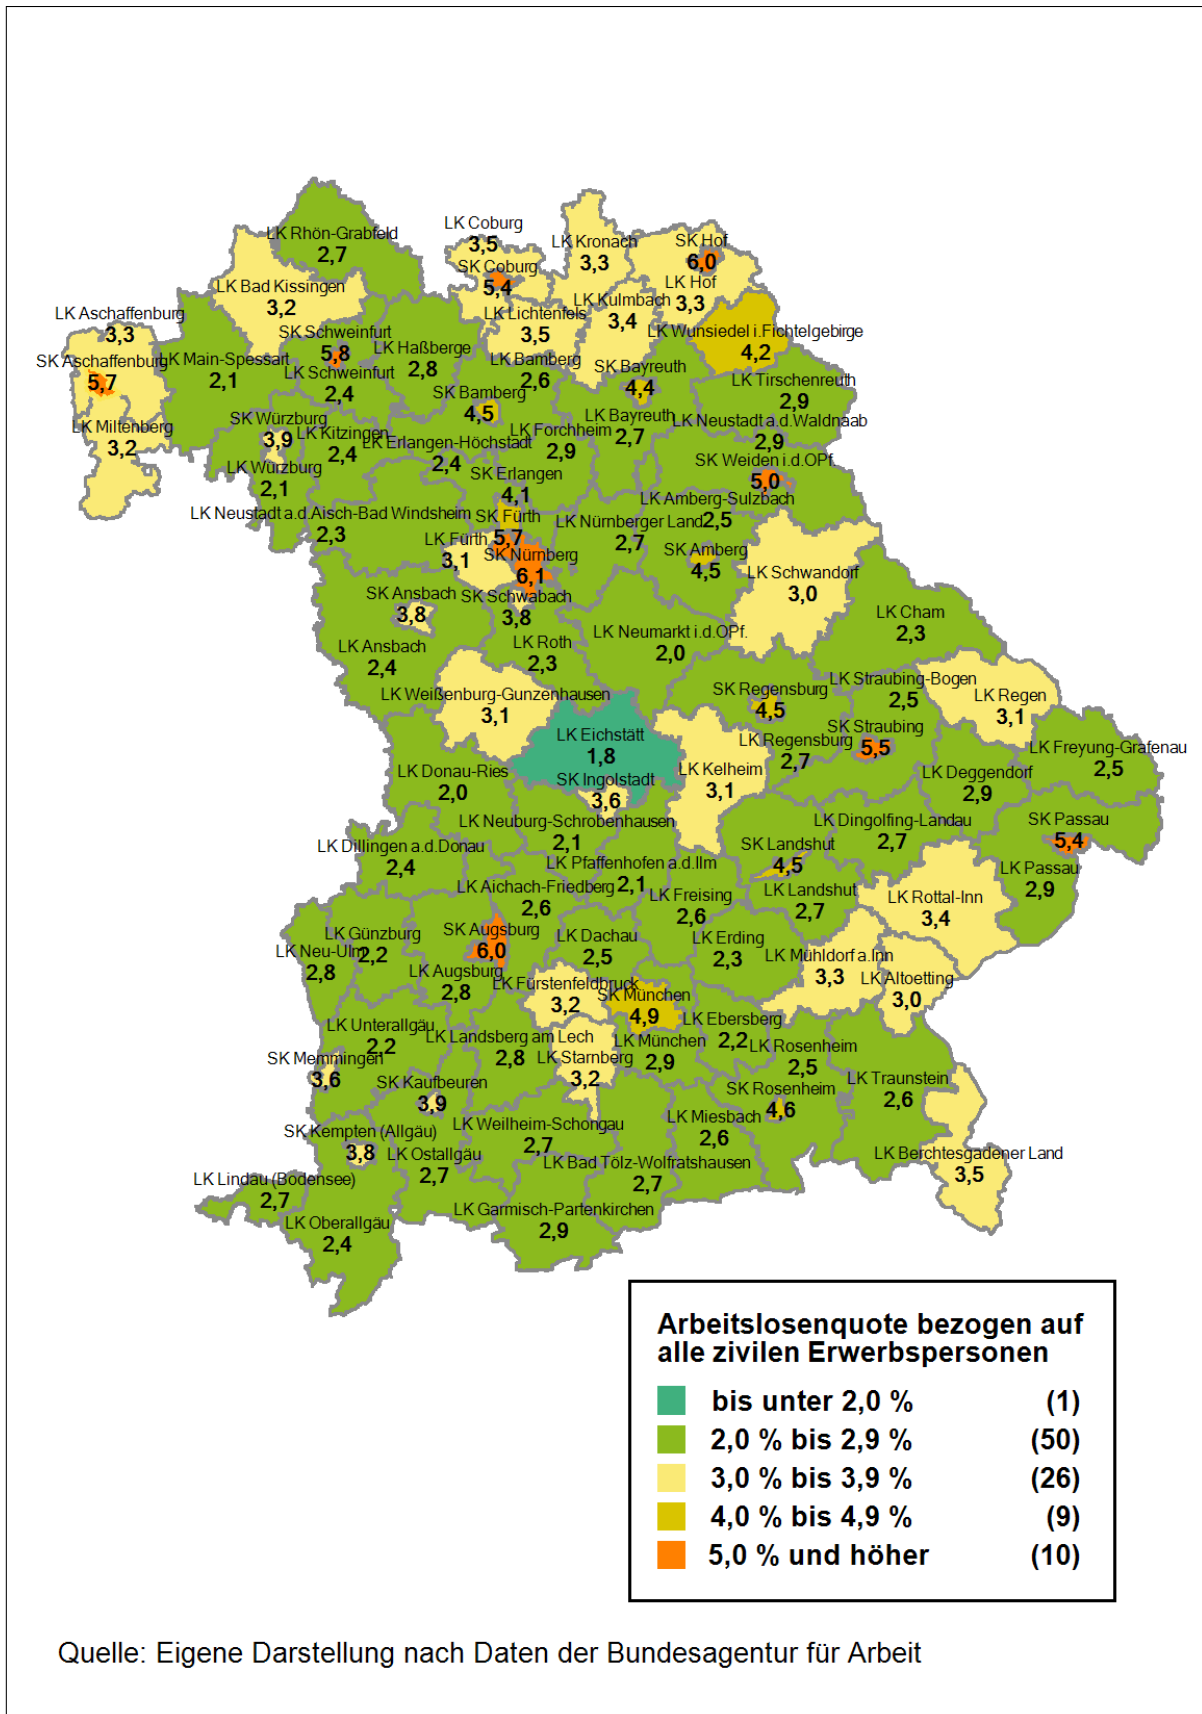 LK Rhön-Grabfeld
2,7
LK Coburg
3,5
LK Kronach
3,3
SK Hof
6,0
SK Coburg
5,4
LK Bad Kissingen
3,2
LK Hof
3,3
LK Kulmbach
3,4
LK Lichtenfels
3,5
LK Aschaffenburg
3,3
SK Schweinfurt
5,8
LK Haßberge
2,8
LK Wunsiedel i.Fichtelgebirge
4,2
SK Aschaffenburg
5,7
LK Main-Spessart
2,1
LK Schweinfurt
2,4
LK Bamberg
2,6
SK Bayreuth
4,4
LK Tirschenreuth
2,9
SK Bamberg
4,5
LK Miltenberg
3,2
SK Würzburg
3,9
LK Kitzingen
2,4
LK Erlangen-Höchstadt
2,4
LK Forchheim
2,9
LK Bayreuth
2,7
LK Neustadt a.d.Waldnaab
2,9
LK Würzburg
2,1
SK Erlangen
4,1
SK Weiden i.d.OPf.
5,0
LK Neustadt a.d.Aisch-Bad Windsheim
2,3
SK Fürth
5,7
LK Nürnberger Land
2,7
LK Amberg-Sulzbach
2,5
LK Fürth
3,1
SK Nürnberg
6,1
SK Amberg
4,5
LK Schwandorf
3,0
SK Ansbach
3,8
SK Schwabach
3,8
LK Cham
2,3
LK Ansbach
2,4
LK Roth
2,3
LK Neumarkt i.d.OPf.
2,0
LK Weißenburg-Gunzenhausen
3,1
SK Regensburg
4,5
LK Straubing-Bogen
2,5
LK Regen
3,1
LK Eichstätt
1,8
LK Regensburg
2,7
SK Straubing
5,5
LK Freyung-Grafenau
2,5
LK Donau-Ries
2,0
SK Ingolstadt
3,6
LK Kelheim
3,1
LK Deggendorf
2,9
LK Neuburg-Schrobenhausen
2,1
LK Dingolfing-Landau
2,7
SK Passau
5,4
LK Dillingen a.d.Donau
2,4
LK Pfaffenhofen a.d.Ilm
2,1
SK Landshut
4,5
LK Passau
2,9
LK Aichach-Friedberg
2,6
LK Freising
2,6
LK Landshut
2,7
LK Rottal-Inn
3,4
LK Günzburg
2,2
SK Augsburg
6,0
LK Dachau
2,5
LK Erding
2,3
LK Neu-Ulm
2,8
LK Augsburg
2,8
LK Mühldorf a.Inn
3,3
LK Altoetting
3,0
LK Fürstenfeldbruck
3,2
SK München
4,9
LK Ebersberg
2,2
LK Unterallgäu
2,2
LK Landsberg am Lech
2,8
LK München
2,9
LK Rosenheim
2,5
SK Memmingen
3,6
LK Starnberg
3,2
SK Kaufbeuren
3,9
SK Rosenheim
4,6
LK Traunstein
2,6
SK Kempten (Allgäu)
3,8
LK Weilheim-Schongau
2,7
LK Miesbach
2,6
LK Ostallgäu
2,7
LK Bad Tölz-Wolfratshausen
2,7
LK Berchtesgadener Land
3,5
LK Lindau (Bodensee)
2,7
LK Garmisch-Partenkirchen
2,9
LK Oberallgäu
2,4
Arbeitslosenquote bezogen auf
alle zivilen Erwerbspersonen
bis unter 2,0 % (1)
2,0 % bis 2,9 % (50)
3,0 % bis 3,9 % (26)
4,0 % bis 4,9 % (9)
5,0 % und höher (10)
Quelle: Eigene Darstellung nach Daten der Bundesagentur für Arbeit